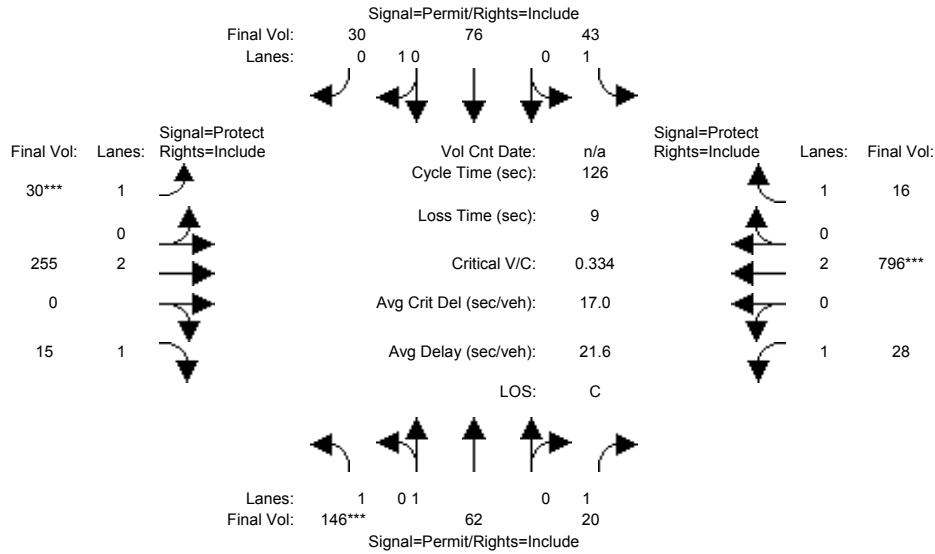 Signal=Permit/Rights=Include
Final Vol: 30 76 43
Lanes: 0 1 0 0 1
Signal=Protect Signal=Protect
Final Vol: Lanes: Rights=Include Vol Cnt Date: n/a Rights=Include Lanes: Final Vol:
Cycle Time (sec): 126
30*** 1 1 16
Loss Time (sec): 9
0 0
255 2 Critical V/C: 0.334 2 796***
0 Avg Crit Del (sec/veh): 17.0 0
15 1 Avg Delay (sec/veh): 21.6 1 28
LOS: C
Lanes: 1 0 1 0 1
Final Vol: 146*** 62 20
Signal=Permit/Rights=Include